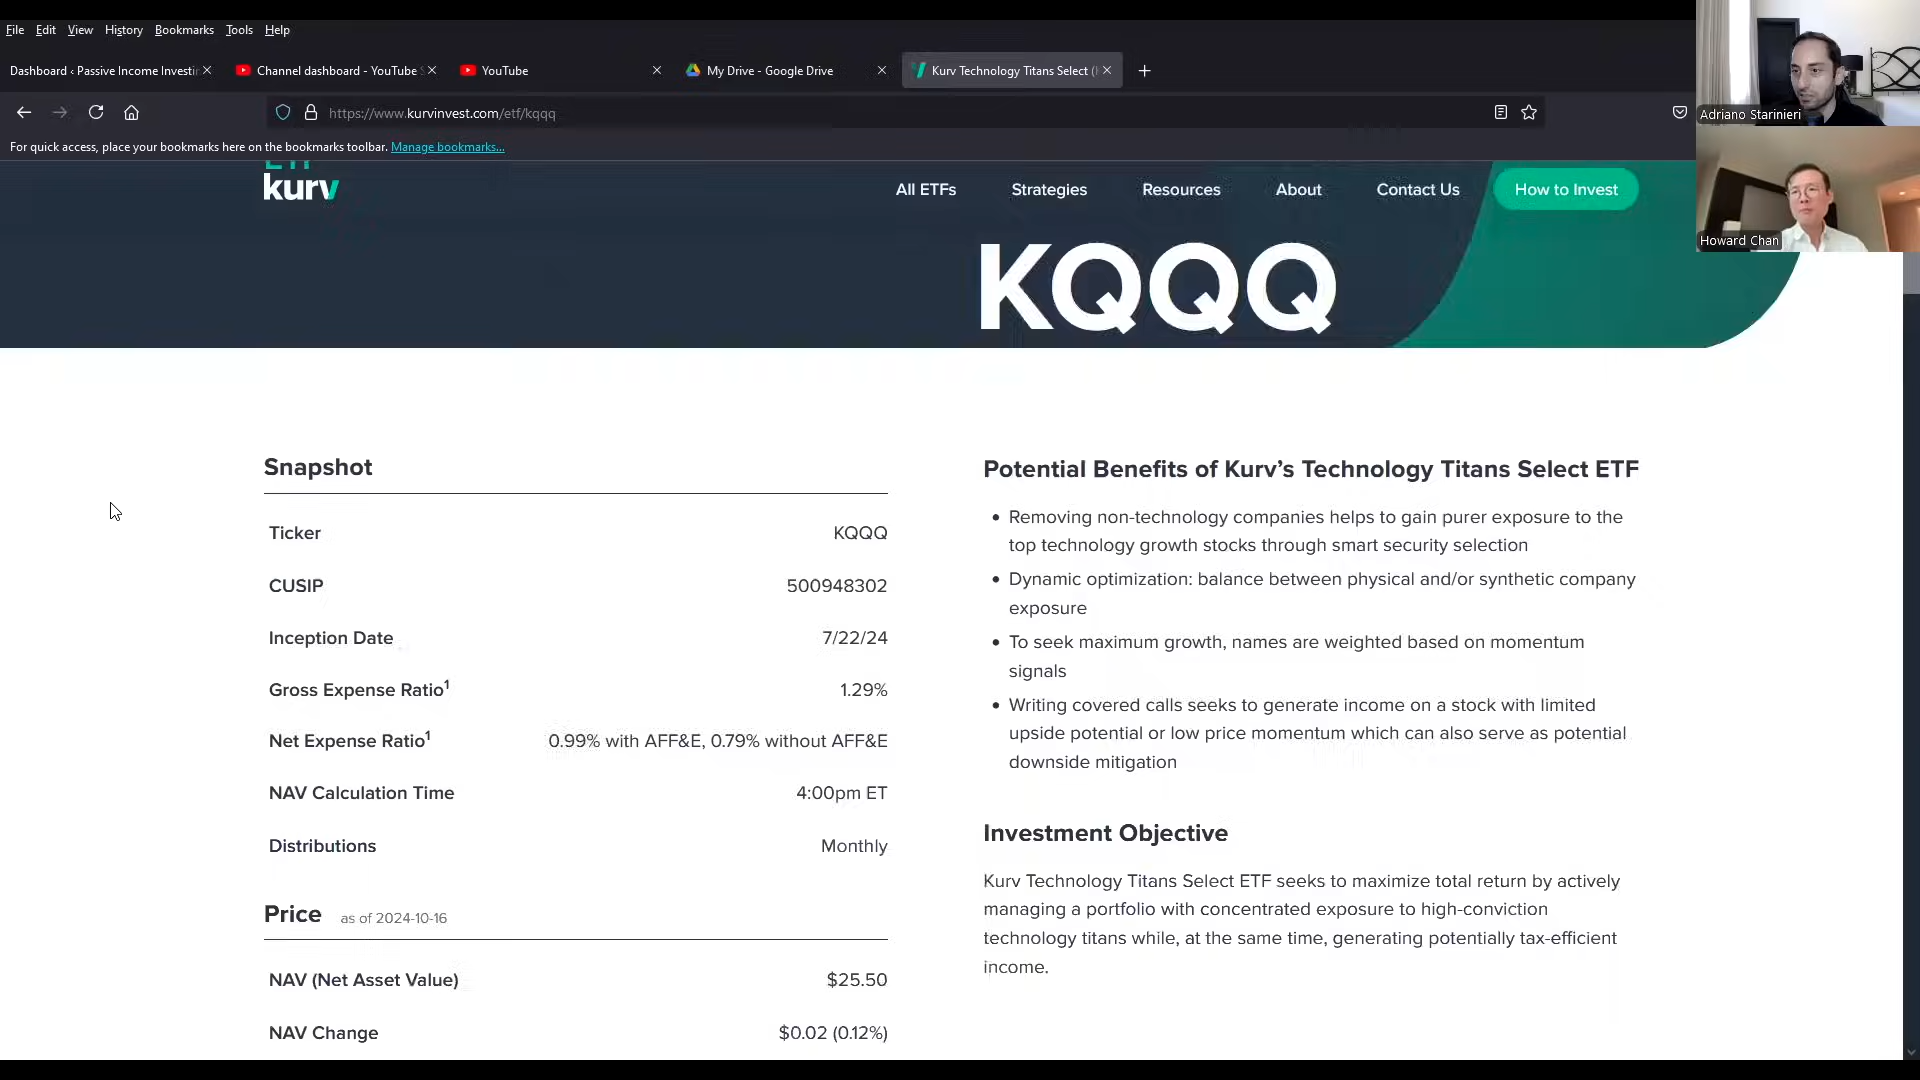 File Edit View History Bookmarks Tools Help
Dashboard ‹ Passive Income Investi
Channel dashboard - YouTube
YouTube
My Drive - Google Drive
Kurv Technology Titans Select (
https://www.kurvinvest.com/etf/kqqq
For quick access, place your bookmarks here on the bookmarks toolbar. Manage bookmarks...
Adriano Starinieri
Howard Chan
ETF
kurv
All ETFs Strategies Resources About Contact Us How to Invest
KQQQ
Snapshot
Ticker KQQQ
CUSIP 500948302
Inception Date 7/22/24
Gross Expense Ratio1 1.29%
Net Expense Ratio1 0.99% with AFF&E, 0.79% without AFF&E
NAV Calculation Time 4:00pm ET
Distributions Monthly
Price as of 2024-10-16
NAV (Net Asset Value) $25.50
NAV Change $0.02 (0.12%)
Potential Benefits of Kurv’s Technology Titans Select ETF
• Removing non-technology companies helps to gain purer exposure to the
top technology growth stocks through smart security selection
• Dynamic optimization: balance between physical and/or synthetic company
exposure
• To seek maximum growth, names are weighted based on momentum
signals
• Writing covered calls seeks to generate income on a stock with limited
upside potential or low price momentum which can also serve as potential
downside mitigation
Investment Objective
Kurv Technology Titans Select ETF seeks to maximize total return by actively
managing a portfolio with concentrated exposure to high-conviction
technology titans while, at the same time, generating potentially tax-efficient
income.